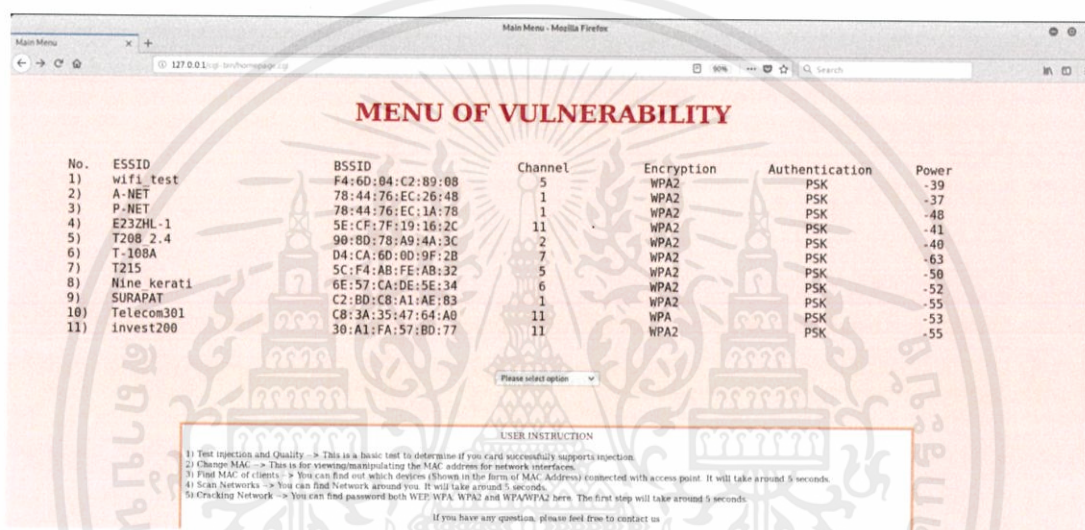 Main Menu - Mozilla Firefox
Main Menu × +
127.0.0.1/cgi-bin/homepage.cgi 90% ... Search
MENU OF VULNERABILITY
No. ESSID BSSID Channel Encryption Authentication Power
1) wifi_test F4:6D:04:C2:89:08 5 WPA2 PSK -39
2) A-NET 78:44:76:EC:26:48 1 WPA2 PSK -37
3) P-NET 78:44:76:EC:1A:78 1 WPA2 PSK -48
4) E23ZHL-1 5E:CF:7F:19:16:2C 11 WPA2 PSK -41
5) T208_2.4 90:8D:78:A9:4A:3C 2 WPA2 PSK -40
6) T-108A D4:CA:6D:0D:9F:2B 7 WPA2 PSK -63
7) T215 5C:F4:AB:FE:AB:32 5 WPA2 PSK -50
8) Nine_kerati 6E:57:CA:DE:5E:34 6 WPA2 PSK -52
9) SURAPAT C2:BD:C8:A1:AE:83 1 WPA2 PSK -55
10) Telecom301 C8:3A:35:47:64:A0 11 WPA PSK -53
11) invest200 30:A1:FA:57:BD:77 11 WPA2 PSK -55
Please select option
USER INSTRUCTION
1) Test injection and Quality --> This is a basic test to determine if you card successfully supports injection.
2) Change MAC --> This is for viewing/manipulating the MAC address for network interfaces.
3) Find MAC of clients --> You can find out which devices (Shown in the form of MAC Address) connected with access point. It will take around 5 seconds.
4) Scan Networks --> You can find Network around you. It will take around 5 seconds.
5) Cracking Network --> You can find password both WEP, WPA, WPA2 and WPA/WPA2 here. The first step will take around 5 seconds.
If you have any question, please feel free to contact us